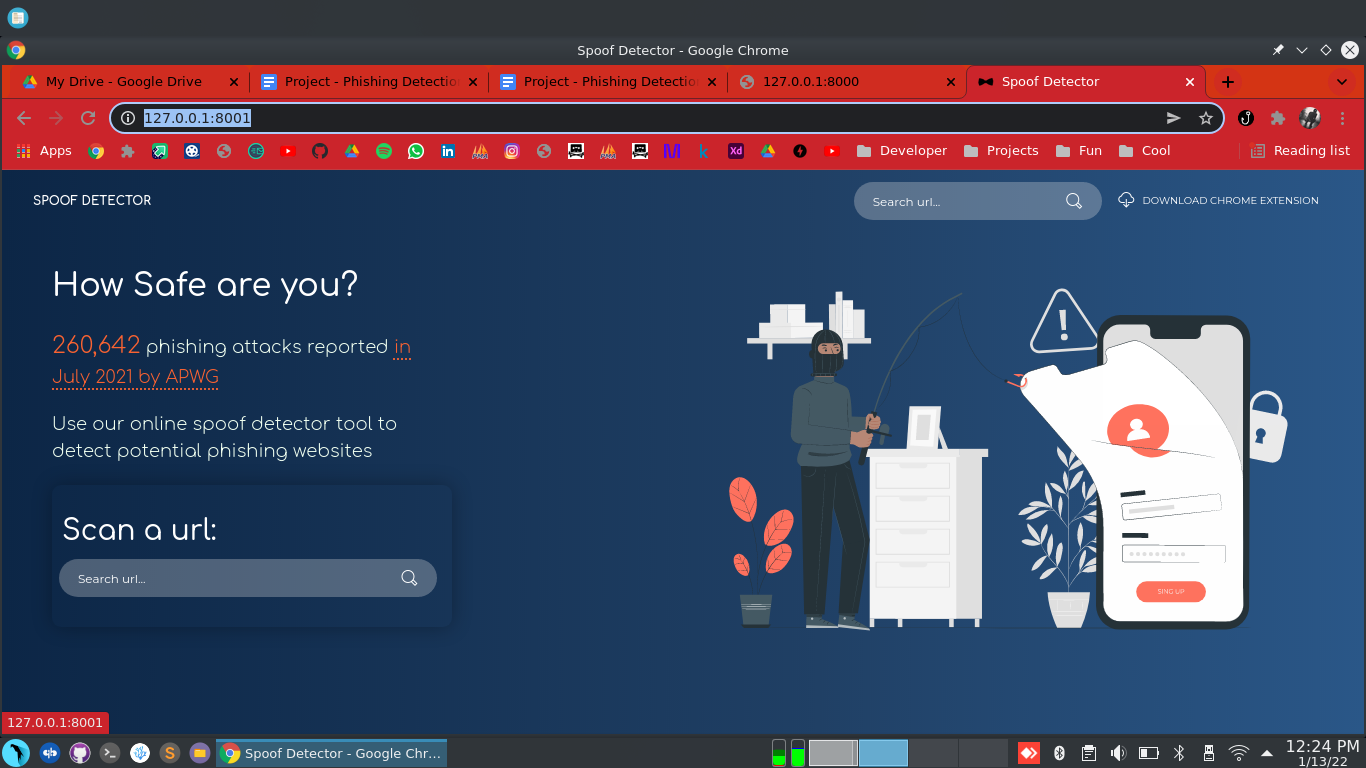 Spoof Detector - Google Chrome
My Drive - Google Drive
Project - Phishing Detectio
Project - Phishing Detectio
127.0.0.1:8000
Spoof Detector
127.0.0.1:8001
Apps
Xd
Developer
Projects
Fun
Cool
Reading list
SPOOF DETECTOR
Search url...
DOWNLOAD CHROME EXTENSION
How Safe are you?
260,642 phishing attacks reported in
July 2021 by APWG
Use our online spoof detector tool to
detect potential phishing websites
Scan a url:
Search url...
SING UP
127.0.0.1:8001
Spoof Detector - Google Chr...
12:24 PM
1/13/22